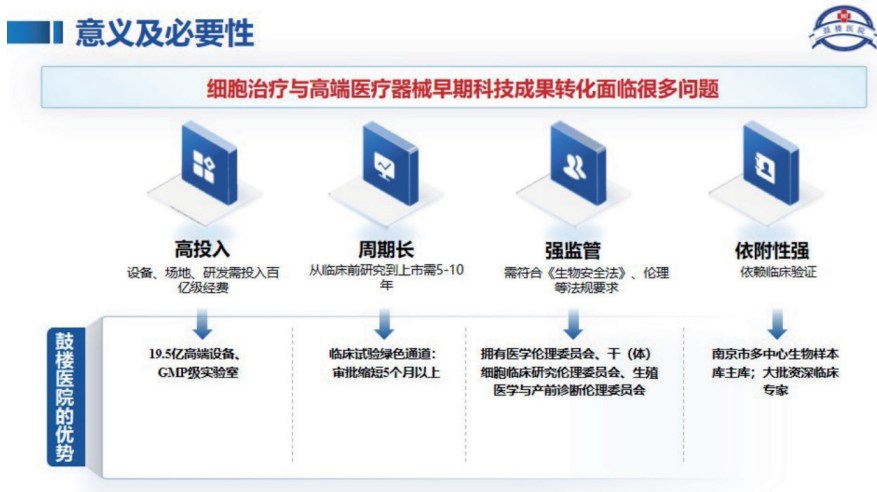 意义及必要性
鼓楼医院
细胞治疗与高端医疗器械早期科技成果转化面临很多问题
高投入
设备、场地、研发需投入百
亿级经费
周期长
从临床前研究到上市需5-10
年
强监管
需符合《生物安全法》、伦理
等法规要求
依附性强
依赖临床验证
鼓楼医院的优势
19.5亿高端设备、
GMP级实验室
临床试验绿色通道：
审批缩短5个月以上
拥有医学伦理委员会、干（体）
细胞临床研究伦理委员会、生殖
医学与产前诊断伦理委员会
南京市多中心生物样本
库主库；大批资深临床
专家